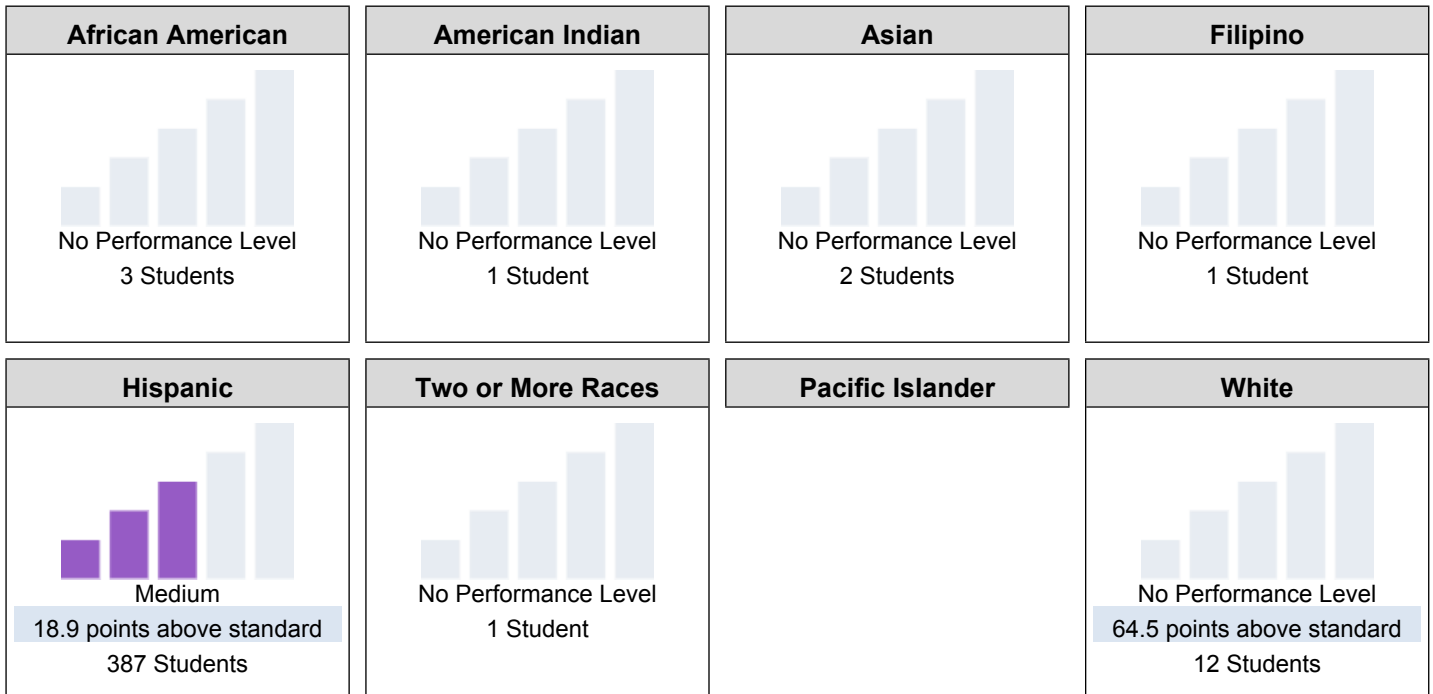 African American
No Performance Level
3 Students
American Indian
No Performance Level
1 Student
Asian
No Performance Level
2 Students
Filipino
No Performance Level
1 Student
Hispanic
Medium
18.9 points above standard
387 Students
Two or More Races
No Performance Level
1 Student
Pacific Islander
White
No Performance Level
64.5 points above standard
12 Students